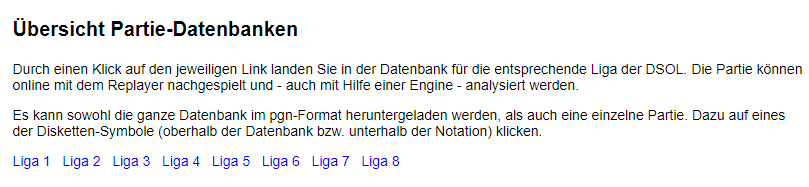 Übersicht Partie-Datenbanken
Durch einen Klick auf den jeweiligen Link landen Sie in der Datenbank für die entsprechende Liga der DSOL. Die Partie können
online mit dem Replayer nachgespielt und - auch mit Hilfe einer Engine - analysiert werden.
Es kann sowohl die ganze Datenbank im pgn-Format heruntergeladen werden, als auch eine einzelne Partie. Dazu auf eines
der Disketten-Symbole (oberhalb der Datenbank bzw. unterhalb der Notation) klicken.
Liga 1 Liga 2 Liga 3 Liga 4 Liga 5 Liga 6 Liga 7 Liga 8